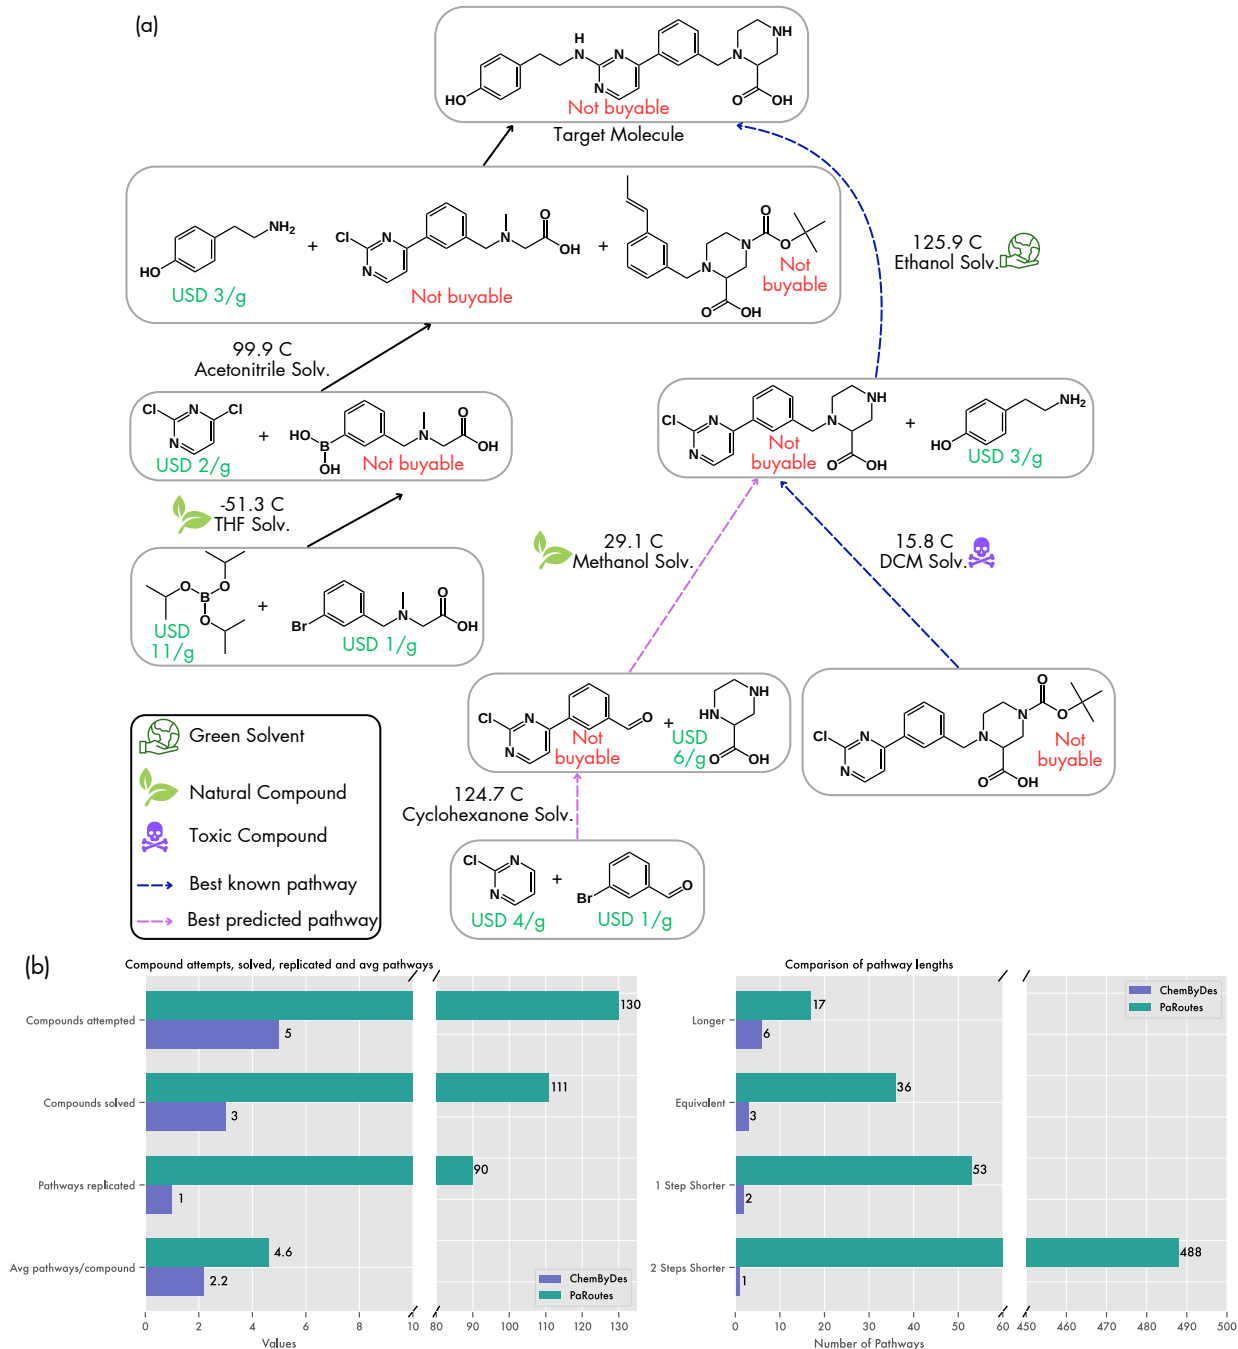 (a)
H
N
N
N
HO
NH
N
O
OH
Not buyable
Target Molecule
NH2
HO
USD 3/g
+
Cl
N
N
N
O
OH
Not buyable
+
O
N
O
N
O
OH
Not
buyable
125.9 C
Ethanol Solv.
99.9 C
Acetonitrile Solv.
Cl
N
Cl
N
USD 2/g
+
HO
B
OH
N
O
OH
Not buyable
Cl
N
N
NH
N
O
OH
Not
buyable
+
NH2
HO
USD 3/g
-51.3 C
THF Solv.
29.1 C
Methanol Solv.
15.8 C
DCM Solv.
O
B
O
O
USD
11/g
+
Br
N
O
OH
USD 1/g
Cl
N
N
O
Not
buyable
+
NH
HN
O
OH
USD
6/g
Cl
N
N
N
N
O
O
O
OH
Not
buyable
Green Solvent
Natural Compound
Toxic Compound
Best known pathway
Best predicted pathway
124.7 C
Cyclohexanone Solv.
Cl
N
N
USD 4/g
+
Br
O
USD 1/g
(b)
Compound attempts, solved, replicated and avg pathways
Compounds attempted
130
5
Compounds solved
111
3
Pathways replicated
90
1
Avg pathways/compound
4.6
2.2
ChemByDes
PaRoutes
0 2 4 6 8 10 80 90 100 110 120 130
Values
Comparison of pathway lengths
ChemByDes
PaRoutes
Longer
17
6
Equivalent
36
3
1 Step Shorter
53
2
2 Steps Shorter
488
1
0 10 20 30 40 50 60 450 460 470 480 490 500
Number of Pathways